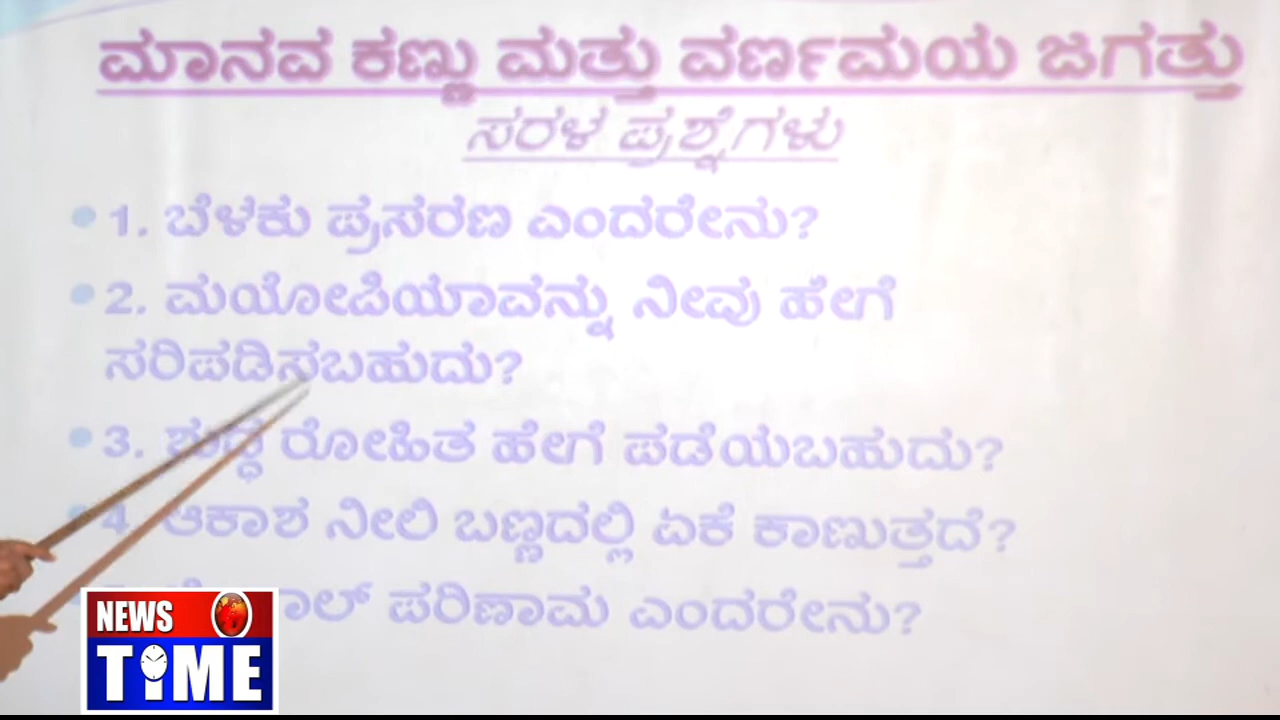 ಮಾನವ ಕಣ್ಣು ಮತ್ತು ವರ್ಣಮಯ ಜಗತ್ತು
ಸರಳ ಪ್ರಶ್ನೆಗಳು
1. ಬೆಳಕು ಪ್ರಸರಣ ಎಂದರೇನು?
2. ಮಯೋಪಿಯಾವನ್ನು ನೀವು ಹೇಗೆ
ಸರಿಪಡಿಸಬಹುದು?
3. ಶುದ್ಧ ರೋಹಿತ ಹೇಗೆ ಪಡೆಯಬಹುದು?
4. ಆಕಾಶ ನೀಲಿ ಬಣ್ಣದಲ್ಲಿ ಏಕೆ ಕಾಣುತ್ತದೆ?
ಪರಿಣಾಮ ಎಂದರೇನು?
NEWS
TIME